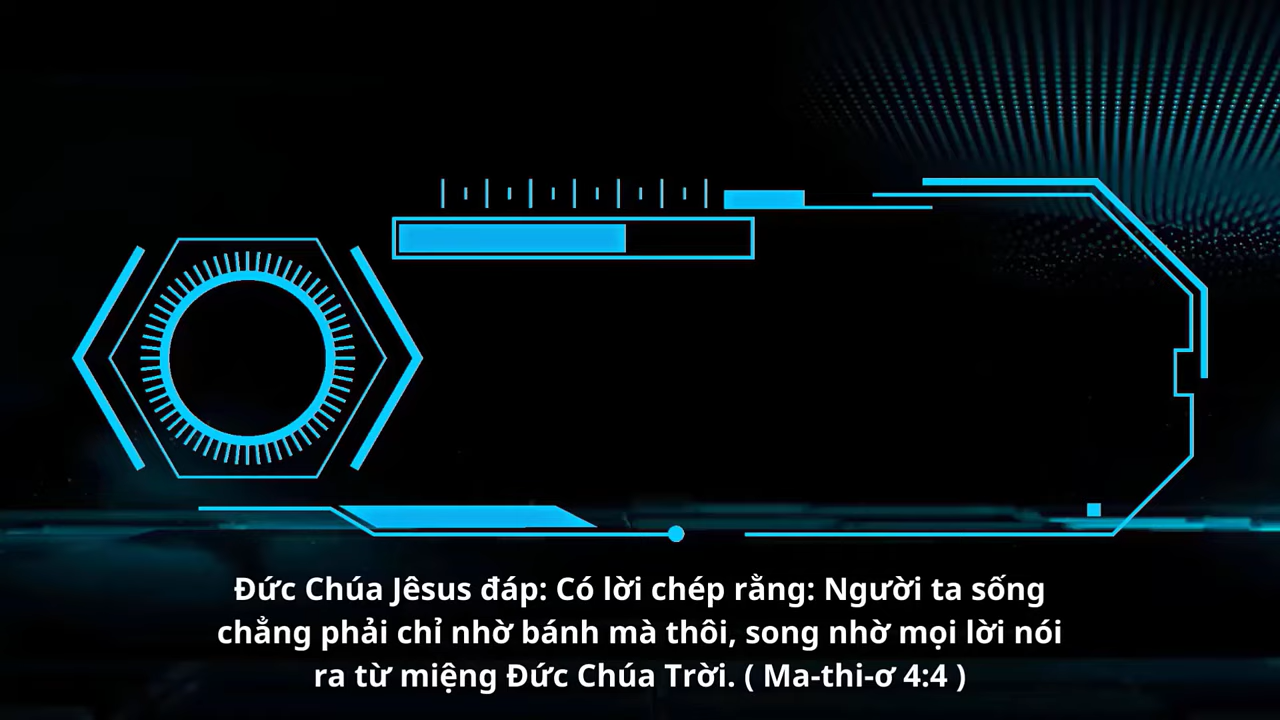 Đức Chúa Jêsus đáp: Có lời chép rằng: Người ta sống
chẳng phải chỉ nhờ bánh mà thôi, song nhờ mọi lời nói
ra từ miệng Đức Chúa Trời. ( Ma-thi-ơ 4:4 )